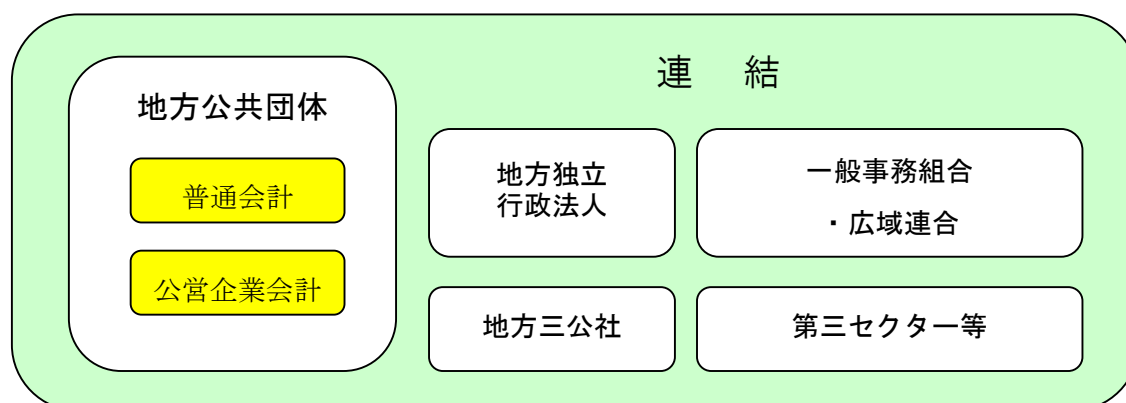 連 結
地方公共団体
普通会計
公営企業会計
地方独立
行政法人
一般事務組合
・広域連合
地方三公社
第三セクター等